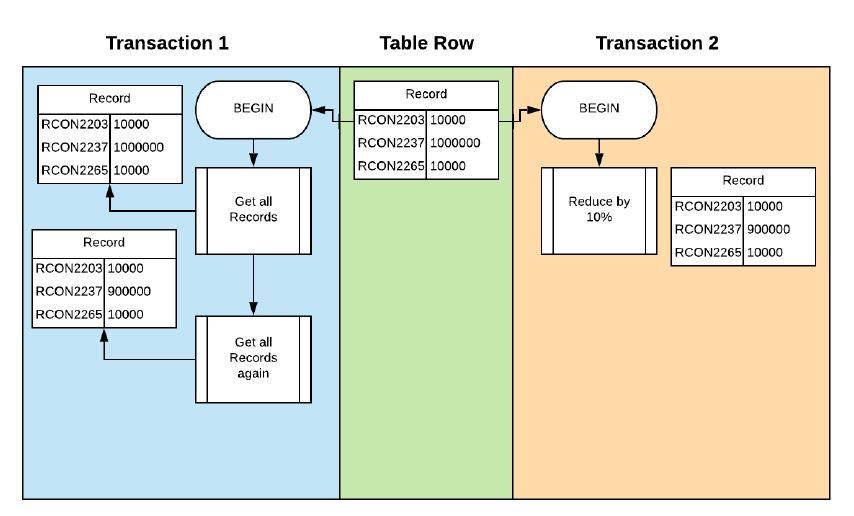 Transaction 1
Table Row
Transaction 2
Record
RCON2203 10000
RCON2237 1000000
RCON2265 10000
BEGIN
Get all
Records
Record
RCON2203 10000
RCON2237 900000
RCON2265 10000
Get all
Records
again
Record
RCON2203 10000
RCON2237 1000000
RCON2265 10000
BEGIN
Reduce by
10%
Record
RCON2203 10000
RCON2237 900000
RCON2265 10000